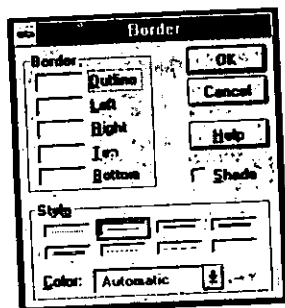 Border
Border
Outline
Left
Right
Top
Bottom
OK
Cancel
Help
Shade
Style
Color: Automatic